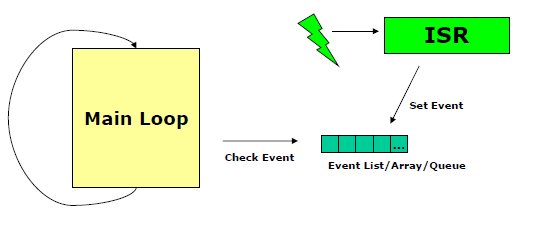 ISR
Main Loop
Set Event
Check Event
...
Event List/Array/Queue